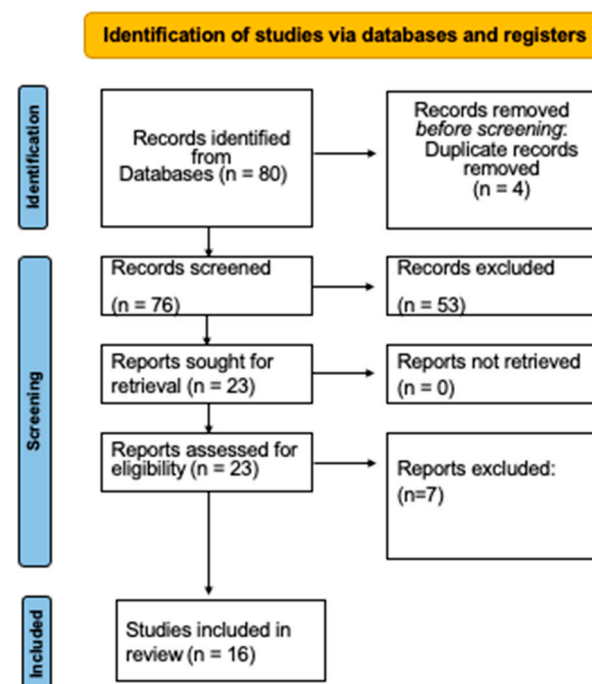 Identification of studies via databases and registers
Identification
Records identified
from
Databases (n = 80)
Records removed
before screening:
Duplicate records
removed
(n = 4)
Screening
Records screened
(n = 76)
Records excluded
(n = 53)
Reports sought for
retrieval (n = 23)
Reports not retrieved
(n = 0)
Reports assessed for
eligibility (n = 23)
Reports excluded:
(n=7)
Included
Studies included in
review (n = 16)